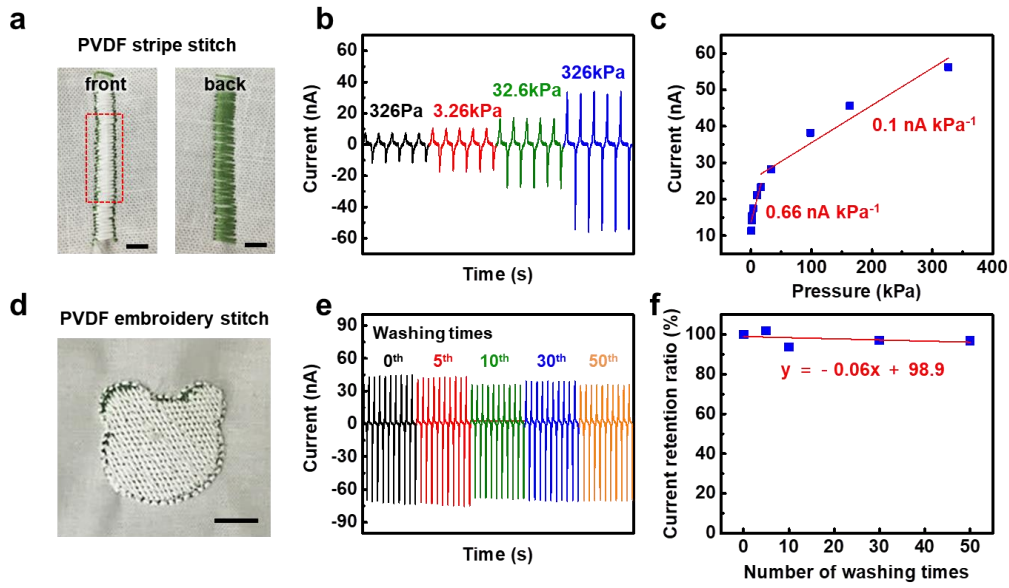 a
PVDF stripe stitch
front
back
b
60
40
20
0
-20
-40
-60
Current (nA)
326Pa
3.26kPa
32.6kPa
326kPa
Time (s)
c
60
50
40
30
20
10
Current (nA)
0.1 nA kPa⁻¹
0.66 nA kPa⁻¹
0 100 200 300 400
Pressure (kPa)
d
PVDF embroidery stitch
e
90
60
30
0
-30
-60
-90
Current (nA)
Washing times
0th 5th 10th 30th 50th
Time (s)
f
100
80
60
40
20
0
Current retention ratio (%)
y = - 0.06x + 98.9
0 10 20 30 40 50
Number of washing times